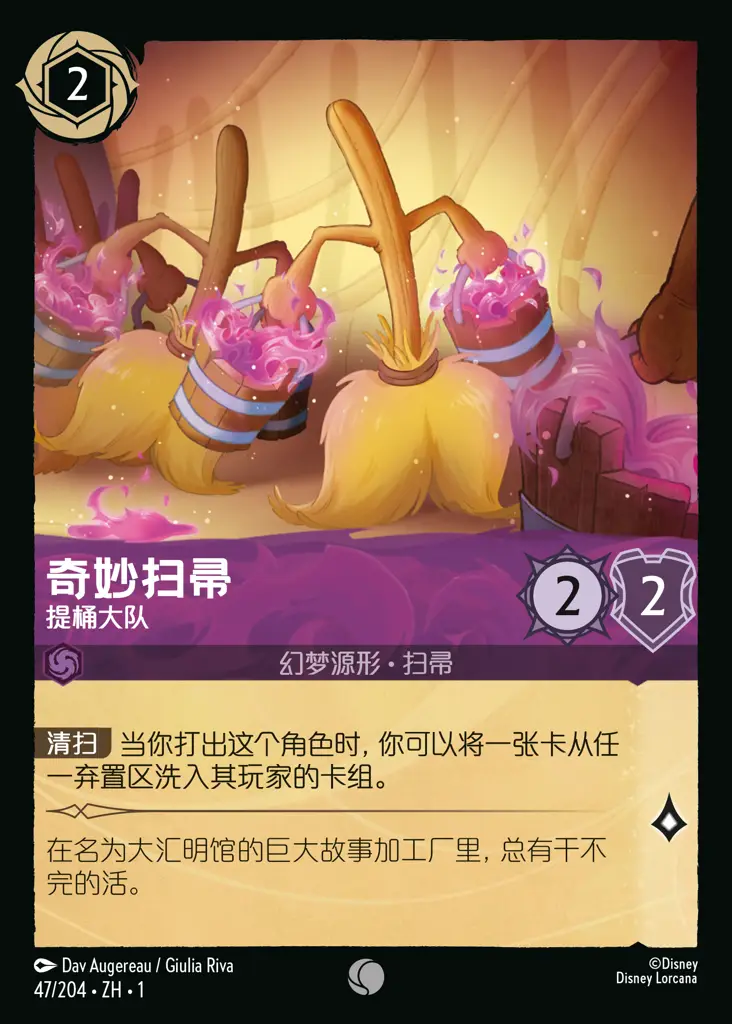 2
奇妙扫帚
提桶大队
2
2
幻梦源形·扫帚
清扫 当你打出这个角色时,你可以将一张卡从任
一弃置区洗入其玩家的卡组。
在名为大汇明馆的巨大故事加工厂里,总有干不
完的活。
Dav Augereau / Giulia Riva
47/204 • ZH • 1
©Disney
Disney Lorcana